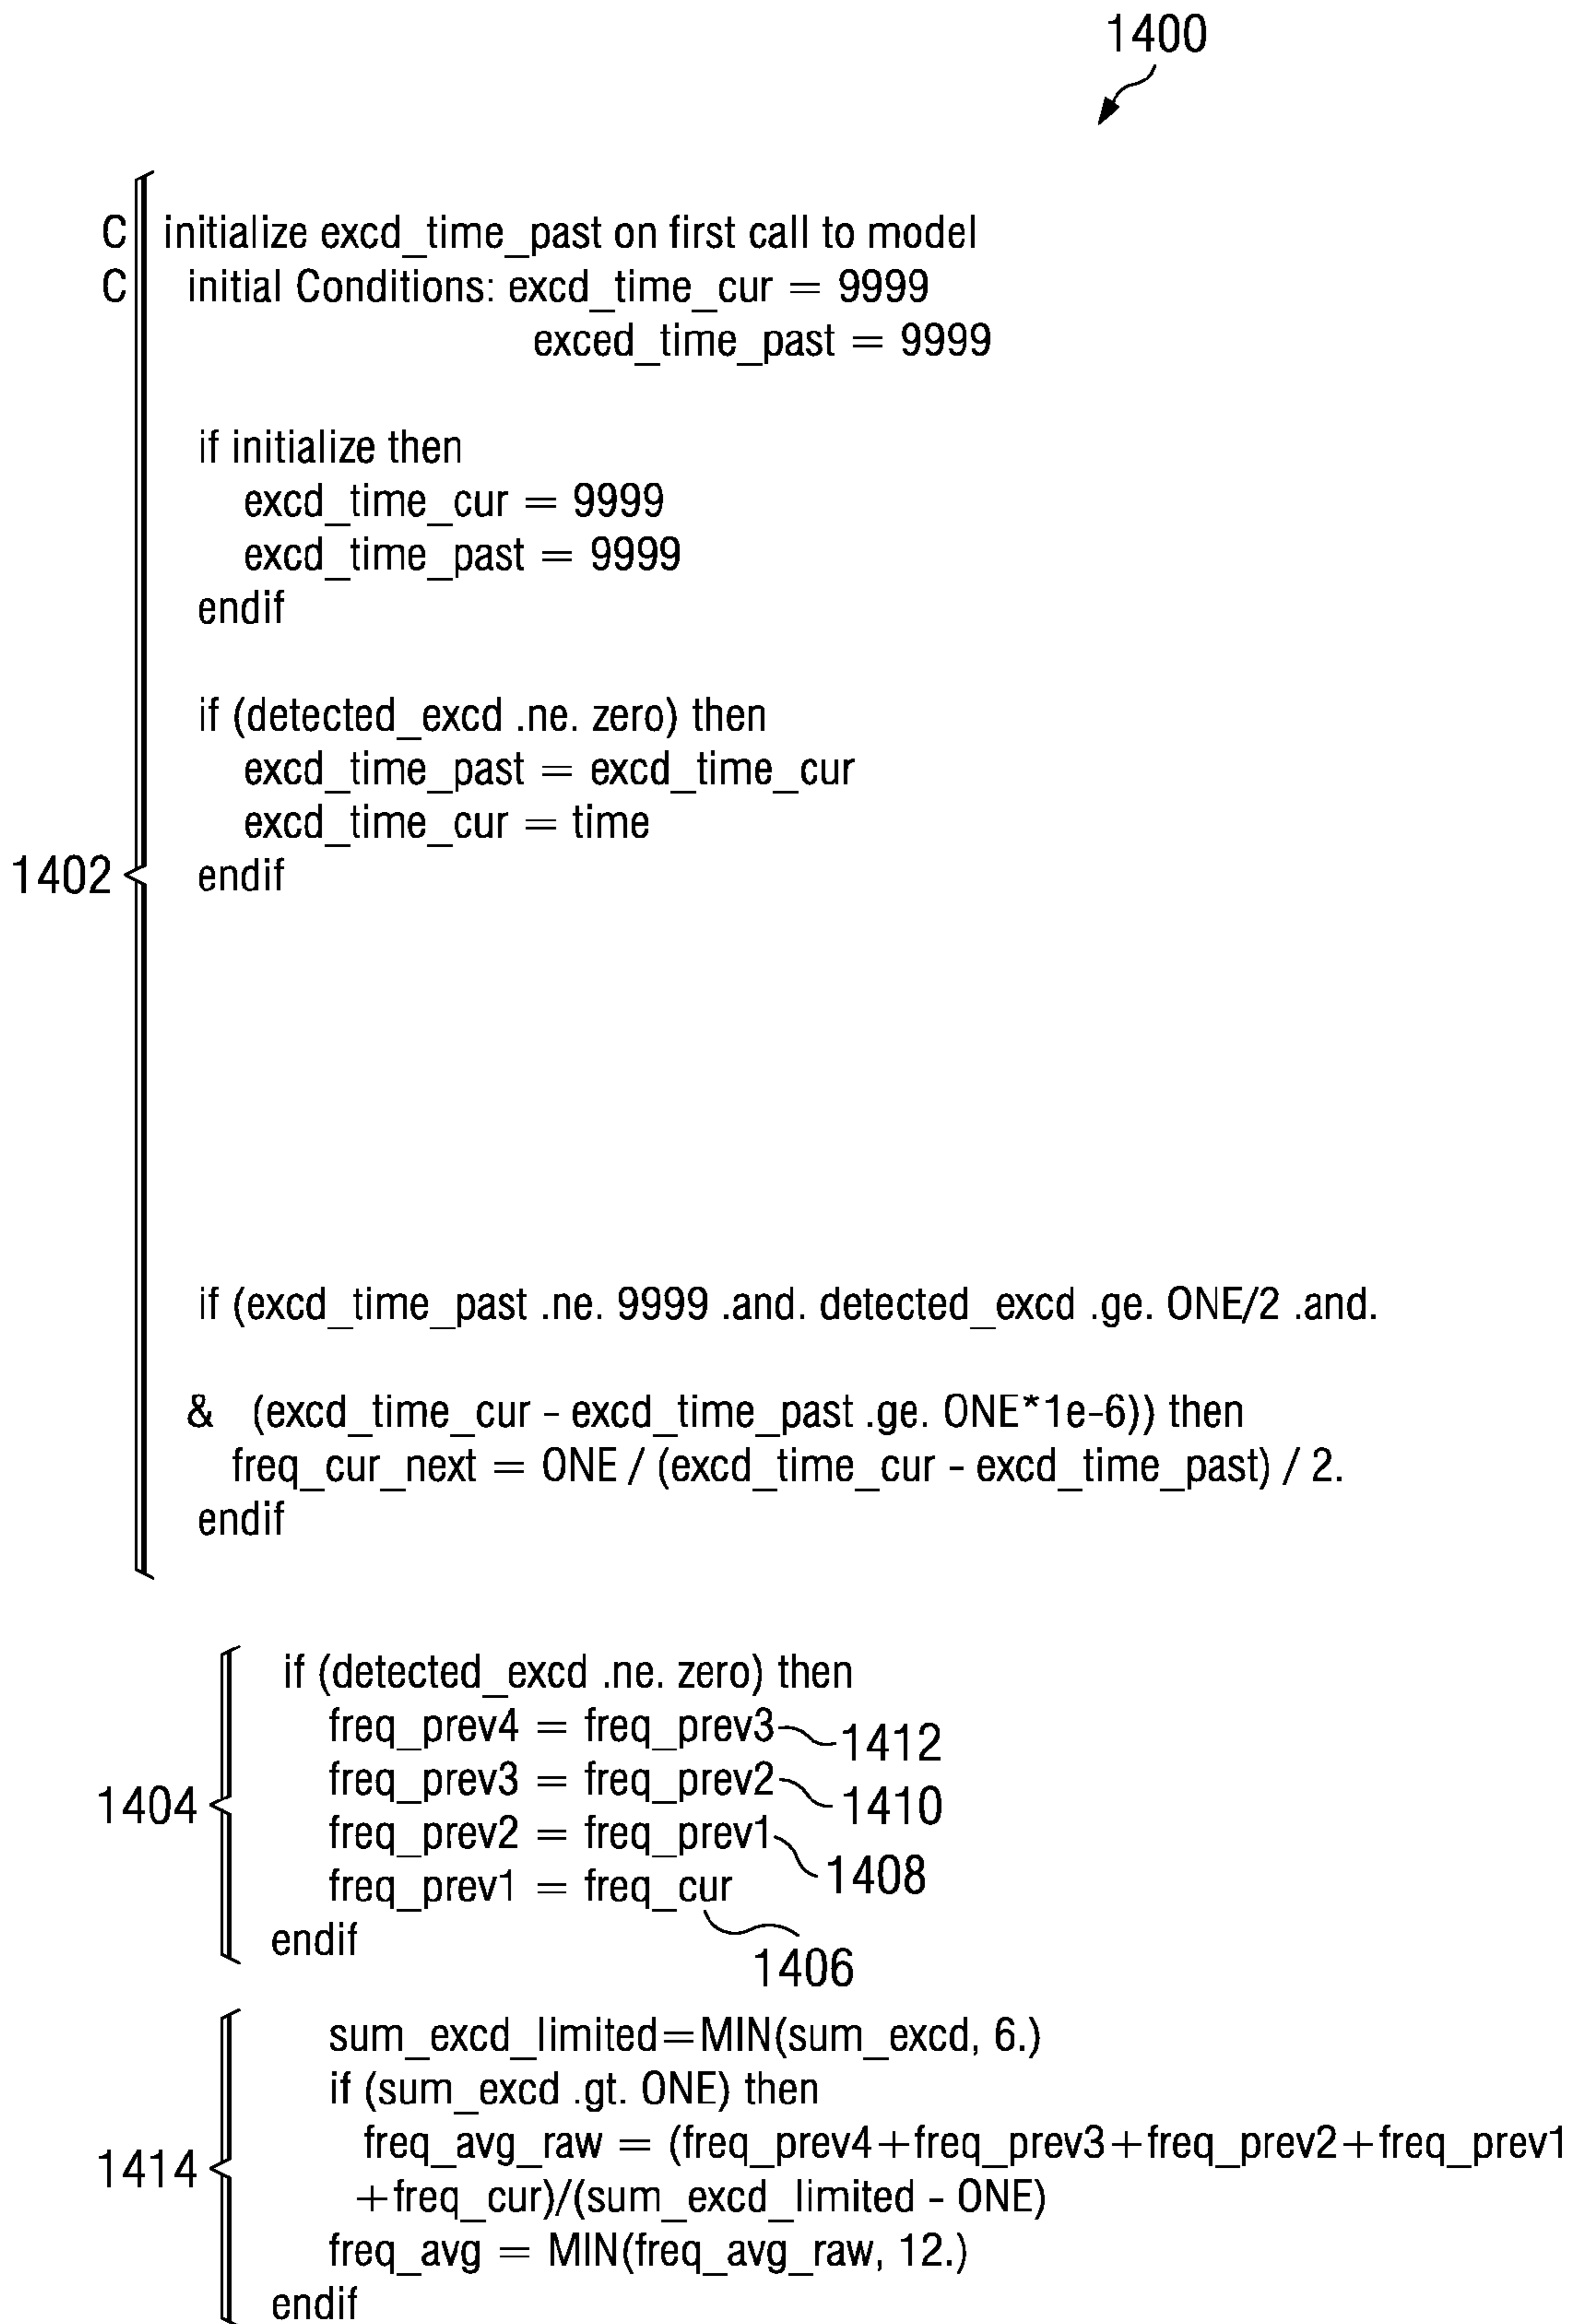 1400
C initialize excd_time_past on first call to model
C initial Conditions: excd_time_cur = 9999
exced_time_past = 9999
if initialize then
excd_time_cur = 9999
excd_time_past = 9999
endif
if (detected_excd .ne. zero) then
excd_time_past = excd_time_cur
excd_time_cur = time
1402 endif
if (excd_time_past .ne. 9999 .and. detected_excd .ge. ONE/2 .and.
& (excd_time_cur - excd_time_past .ge. ONE*1e-6)) then
freq_cur_next = ONE / (excd_time_cur - excd_time_past) / 2.
endif
if (detected_excd .ne. zero) then
freq_prev4 = freq_prev3 1412
1404 freq_prev3 = freq_prev2 1410
freq_prev2 = freq_prev1 1408
freq_prev1 = freq_cur
endif 1406
sum_excd_limited=MIN(sum_excd, 6.)
if (sum_excd .gt. ONE) then
1414 freq_avg_raw = (freq_prev4+freq_prev3+freq_prev2+freq_prev1
+freq_cur)/(sum_excd_limited - ONE)
freq_avg = MIN(freq_avg_raw, 12.)
endif